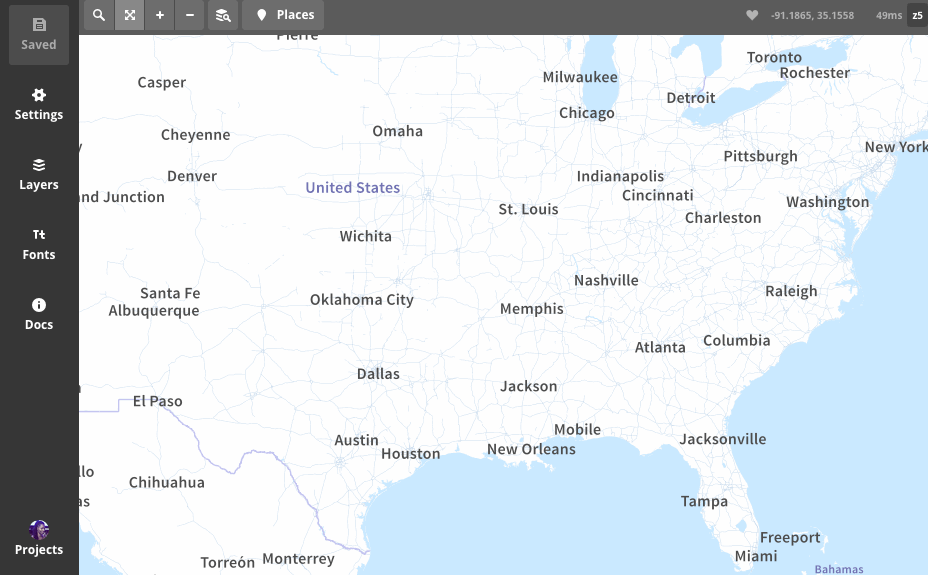 Saved
Settings
Layers
Tt
Fonts
Docs
Projects
Places
-91.1865, 35.1558
49ms
z5
Pierre
Casper
Milwaukee
Toronto
Rochester
Detroit
Chicago
Cheyenne
Omaha
New York
Pittsburgh
Denver
United States
Indianapolis
Cincinnati
nd Junction
St. Louis
Washington
Charleston
Wichita
Nashville
Santa Fe
Albuquerque
Oklahoma City
Memphis
Raleigh
Atlanta
Columbia
Dallas
Jackson
El Paso
Mobile
Austin
Houston
New Orleans
Jacksonville
llo
Chihuahua
as
Tampa
Freeport
Miami
Torreón
Monterrey
Bahamas